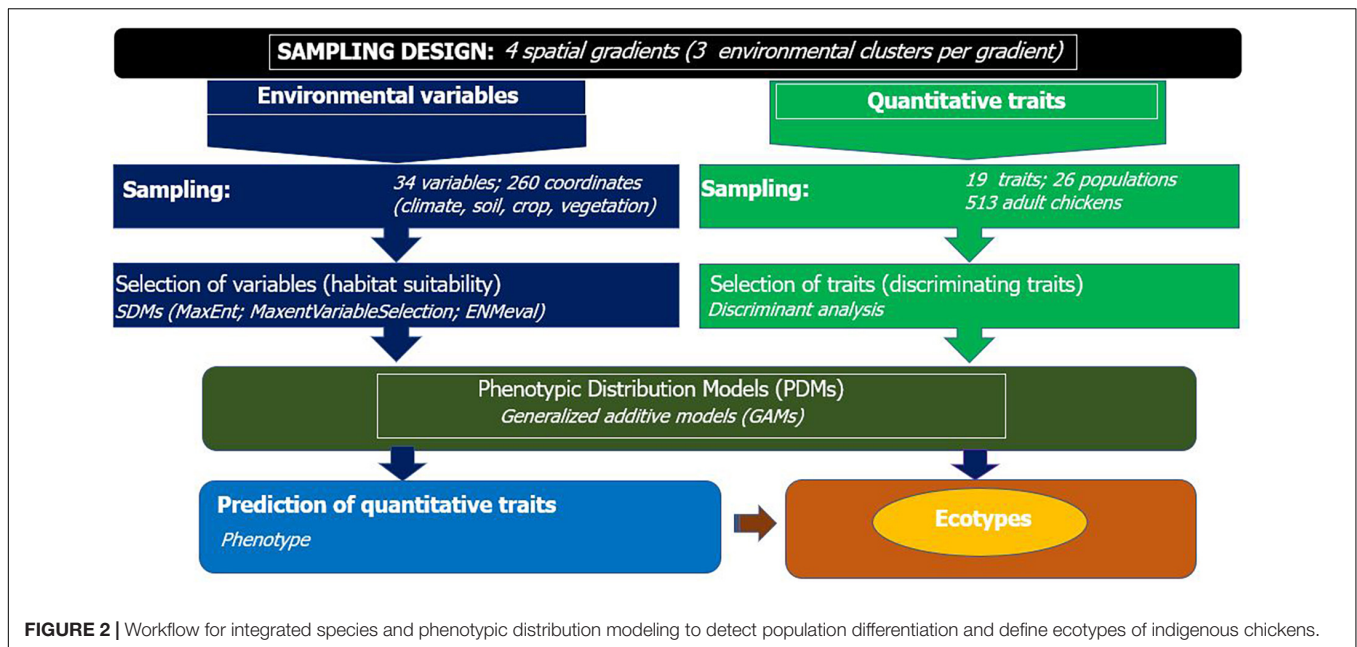 SAMPLING DESIGN: 4 spatial gradients (3 environmental clusters per gradient)
Environmental variables
Quantitative traits
Sampling:
34 variables; 260 coordinates
(climate, soil, crop, vegetation)
Sampling:
19 traits; 26 populations
513 adult chickens
Selection of variables (habitat suitability)
SDMs (MaxEnt; MaxentVariableSelection; ENMeval)
Selection of traits (discriminating traits)
Discriminant analysis
Phenotypic Distribution Models (PDMs)
Generalized additive models (GAMs)
Prediction of quantitative traits
Phenotype
Ecotypes
FIGURE 2 | Workflow for integrated species and phenotypic distribution modeling to detect population differentiation and define ecotypes of indigenous chickens.